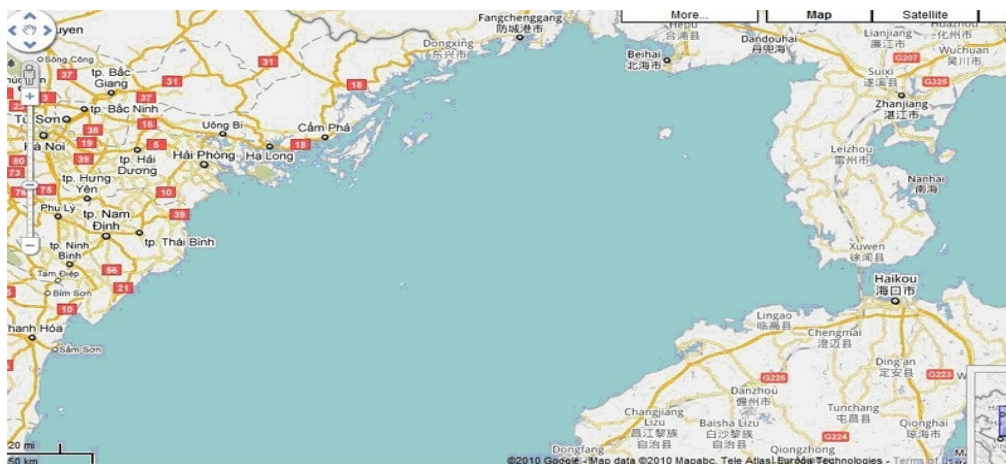 More...
Map
Satellite
Fangchenggang
防城港市
Dongxing
东兴市
Beihai
北海市
Hepu
合浦县
Dandouhai
丹兜海
Lianjiang
廉江市
化州市
Wuchuan
吴川市
G207
G325
Suixi
遂溪县
Zhanjiang
湛江市
Leizhou
雷州市
Nanhai
南海
Xuwen
徐闻县
Haikou
海口市
Lingao
临高县
Chengmai
澄迈县
Ding'an
定安县
G223
G225
Danzhou
儋州市
Tunchang
屯昌县
Qionghai
琼海市
G224
Changjiang
Lizu
昌江黎族
自治县
Baisha Lizu
白沙黎族
自治县
Qiongzhong
Dongfang
Sông Công
tp. Bắc
Giang
tp. Bắc Ninh
Từ Sơn
Hà Nội
37
31
31
3
37
18
38
19
5
39
80
73
76
75
18
18
10
39
56
21
10
Uông Bí
Cẩm Phả
Hạ Long
Hải Phòng
tp. Hải
Dương
tp. Hưng
Yên
Phủ Lý
tp. Nam
Định
tp. Thái Bình
tp. Ninh
Bình
Tam Điệp
Bỉm Sơn
Thanh Hóa
Sầm Sơn
20 mi
50 km
©2010 Google - Map data ©2010 Mapabc, Tele Atlas, Europa Technologies - Terms of Use